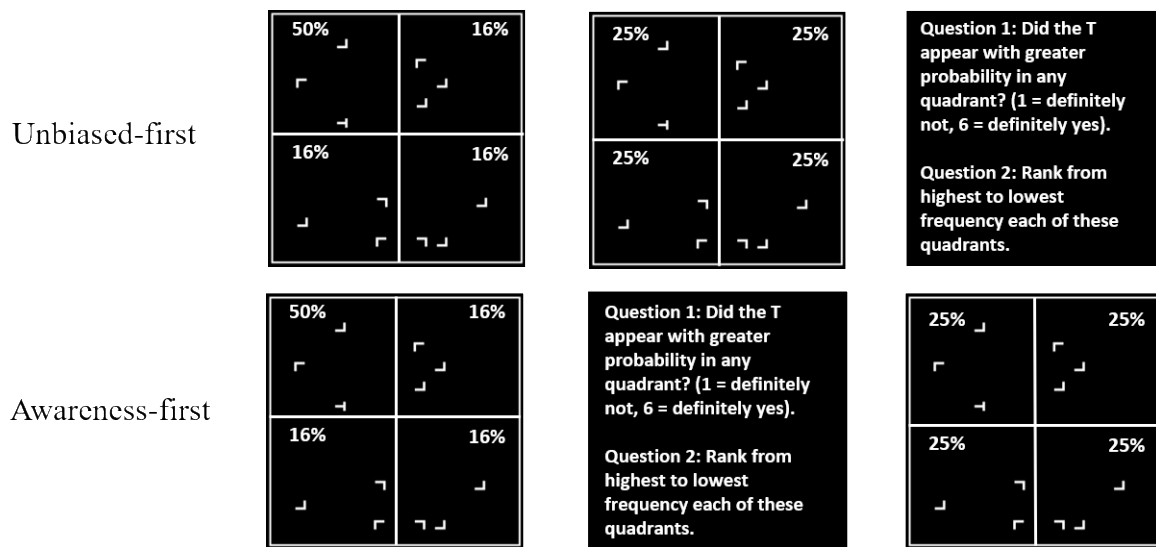 50% 16%
16% 16%
25% 25%
25% 25%
Question 1: Did the T
appear with greater
probability in any
quadrant? (1 = definitely
not, 6 = definitely yes).
Question 2: Rank from
highest to lowest
frequency each of these
quadrants.
Unbiased-first
50% 16%
16% 16%
Question 1: Did the T
appear with greater
probability in any
quadrant? (1 = definitely
not, 6 = definitely yes).
Question 2: Rank from
highest to lowest
frequency each of these
quadrants.
25% 25%
25% 25%
Awareness-first